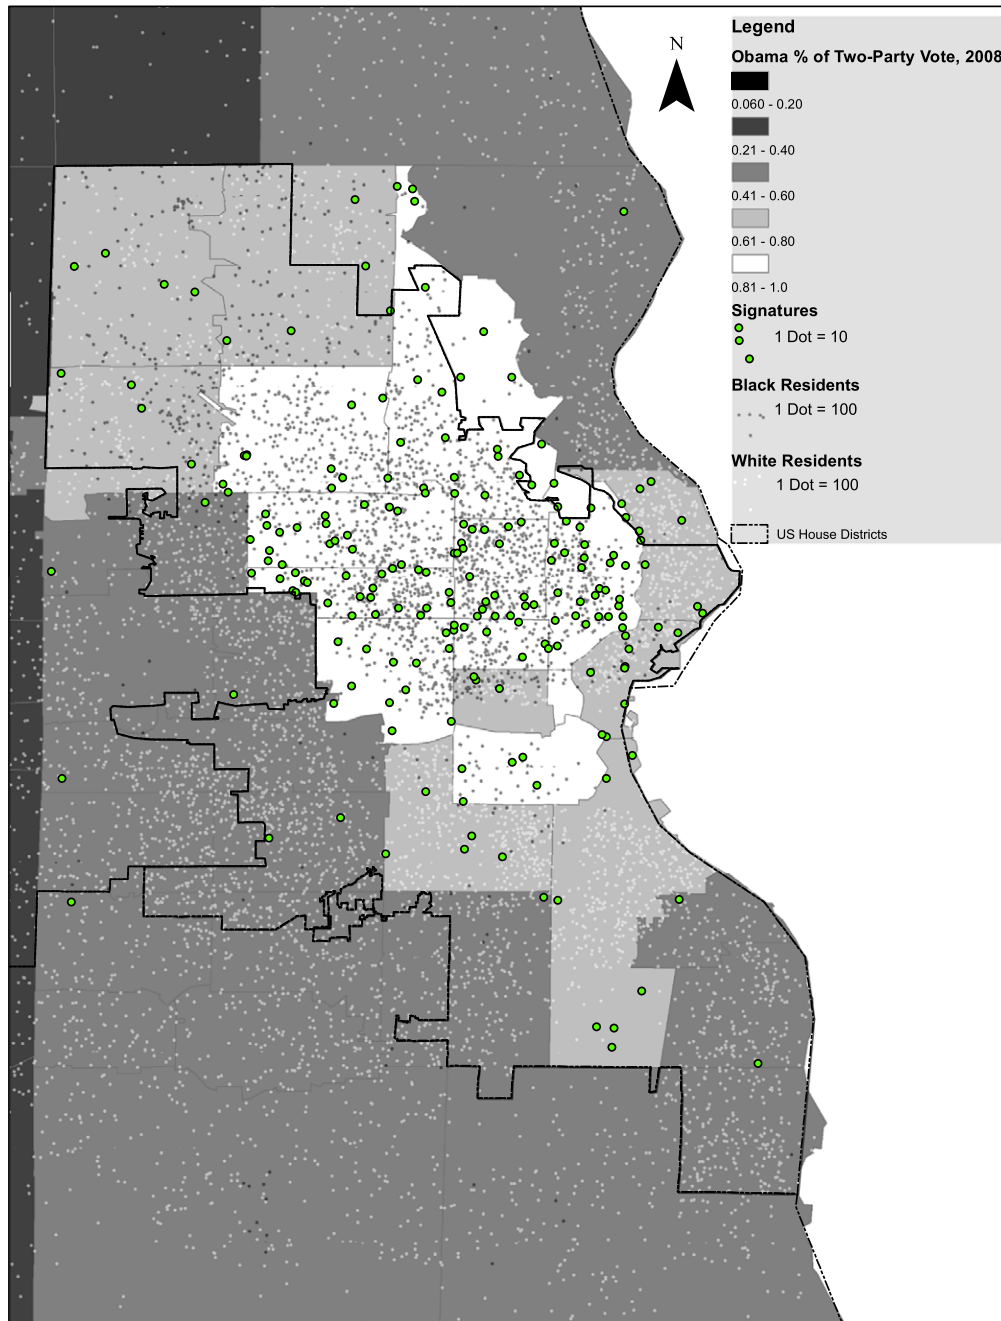 N
Legend
Obama % of Two-Party Vote, 2008
0.060 - 0.20
0.21 - 0.40
0.41 - 0.60
0.61 - 0.80
0.81 - 1.0
Signatures
1 Dot = 10
Black Residents
1 Dot = 100
White Residents
1 Dot = 100
US House Districts